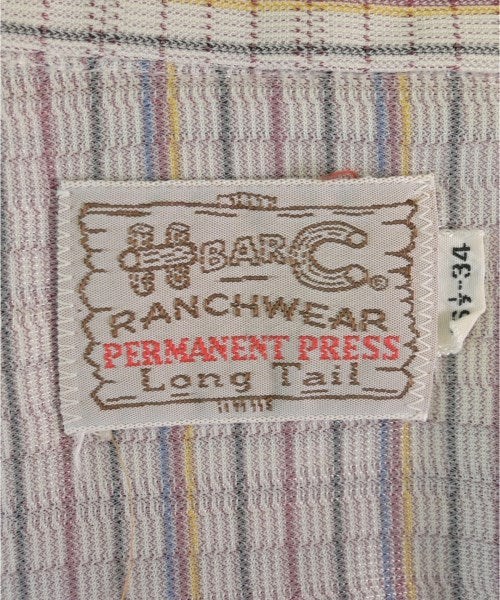 H BAR C®
RANCHWEAR
PERMANENT PRESS
Long Tail